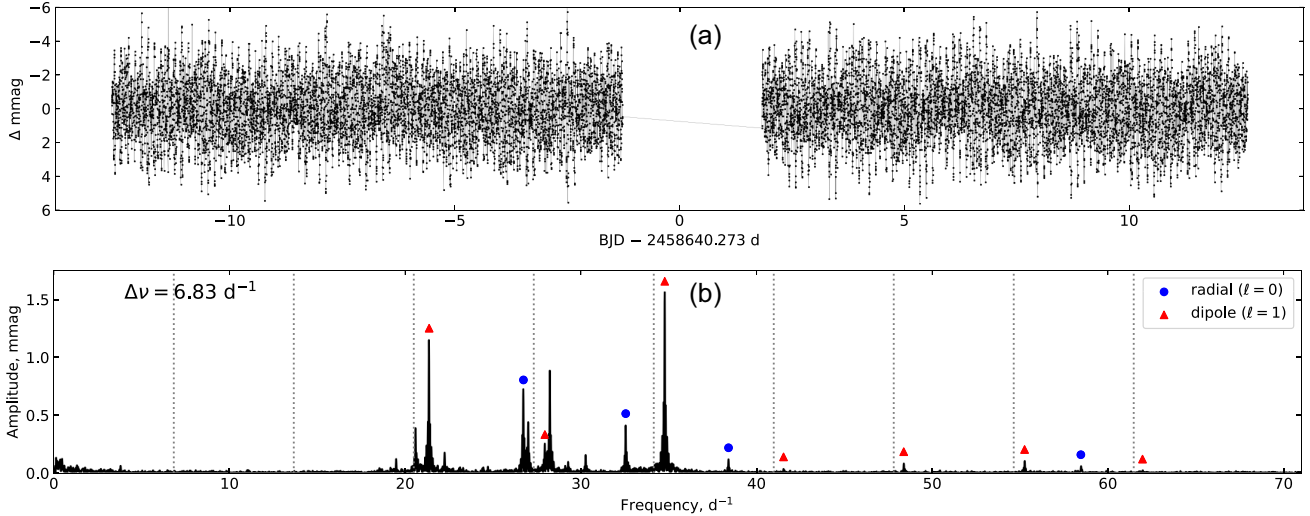 (a)
Δ mmag
−6
−4
−2
0
2
4
6
−10
−5
0
5
10
BJD − 2458640.273 d
Δν = 6.83 d⁻¹
(b)
radial (ℓ = 0)
dipole (ℓ = 1)
Amplitude, mmag
1.5
1.0
0.5
0.0
0
10
20
30
40
50
60
70
Frequency, d⁻¹